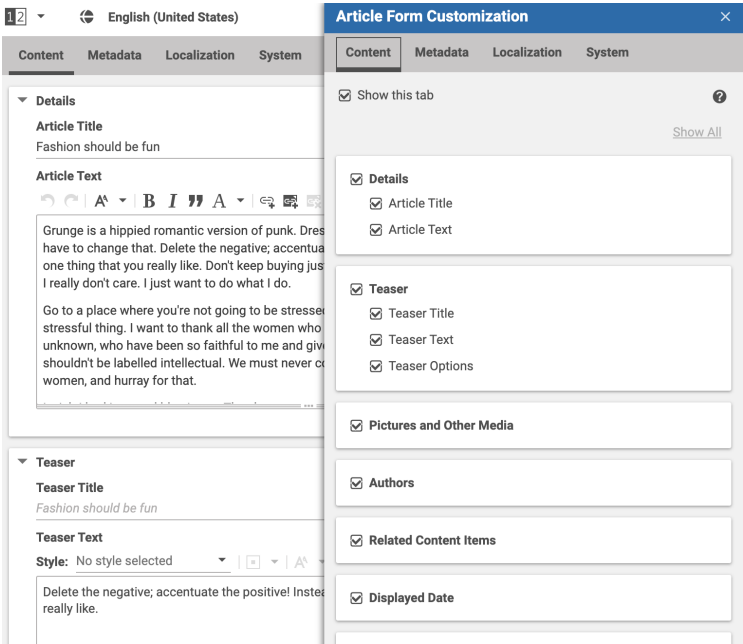 12
English (United States)
Content Metadata Localization System
Details
Article Title
Fashion should be fun
Article Text
Grunge is a hippied romantic version of punk. Dres
have to change that. Delete the negative; accentua
one thing that you really like. Don't keep buying jus
I really don't care. I just want to do what I do.
Go to a place where you're not going to be stressed
stressful thing. I want to thank all the women who
unknown, who have been so faithful to me and giv
shouldn't be labelled intellectual. We must never co
women, and hurray for that.
Teaser
Teaser Title
Fashion should be fun
Teaser Text
Style: No style selected
Delete the negative; accentuate the positive! Instea
really like.
Article Form Customization
Content Metadata Localization System
Show this tab
Show All
Details
Article Title
Article Text
Teaser
Teaser Title
Teaser Text
Teaser Options
Pictures and Other Media
Authors
Related Content Items
Displayed Date